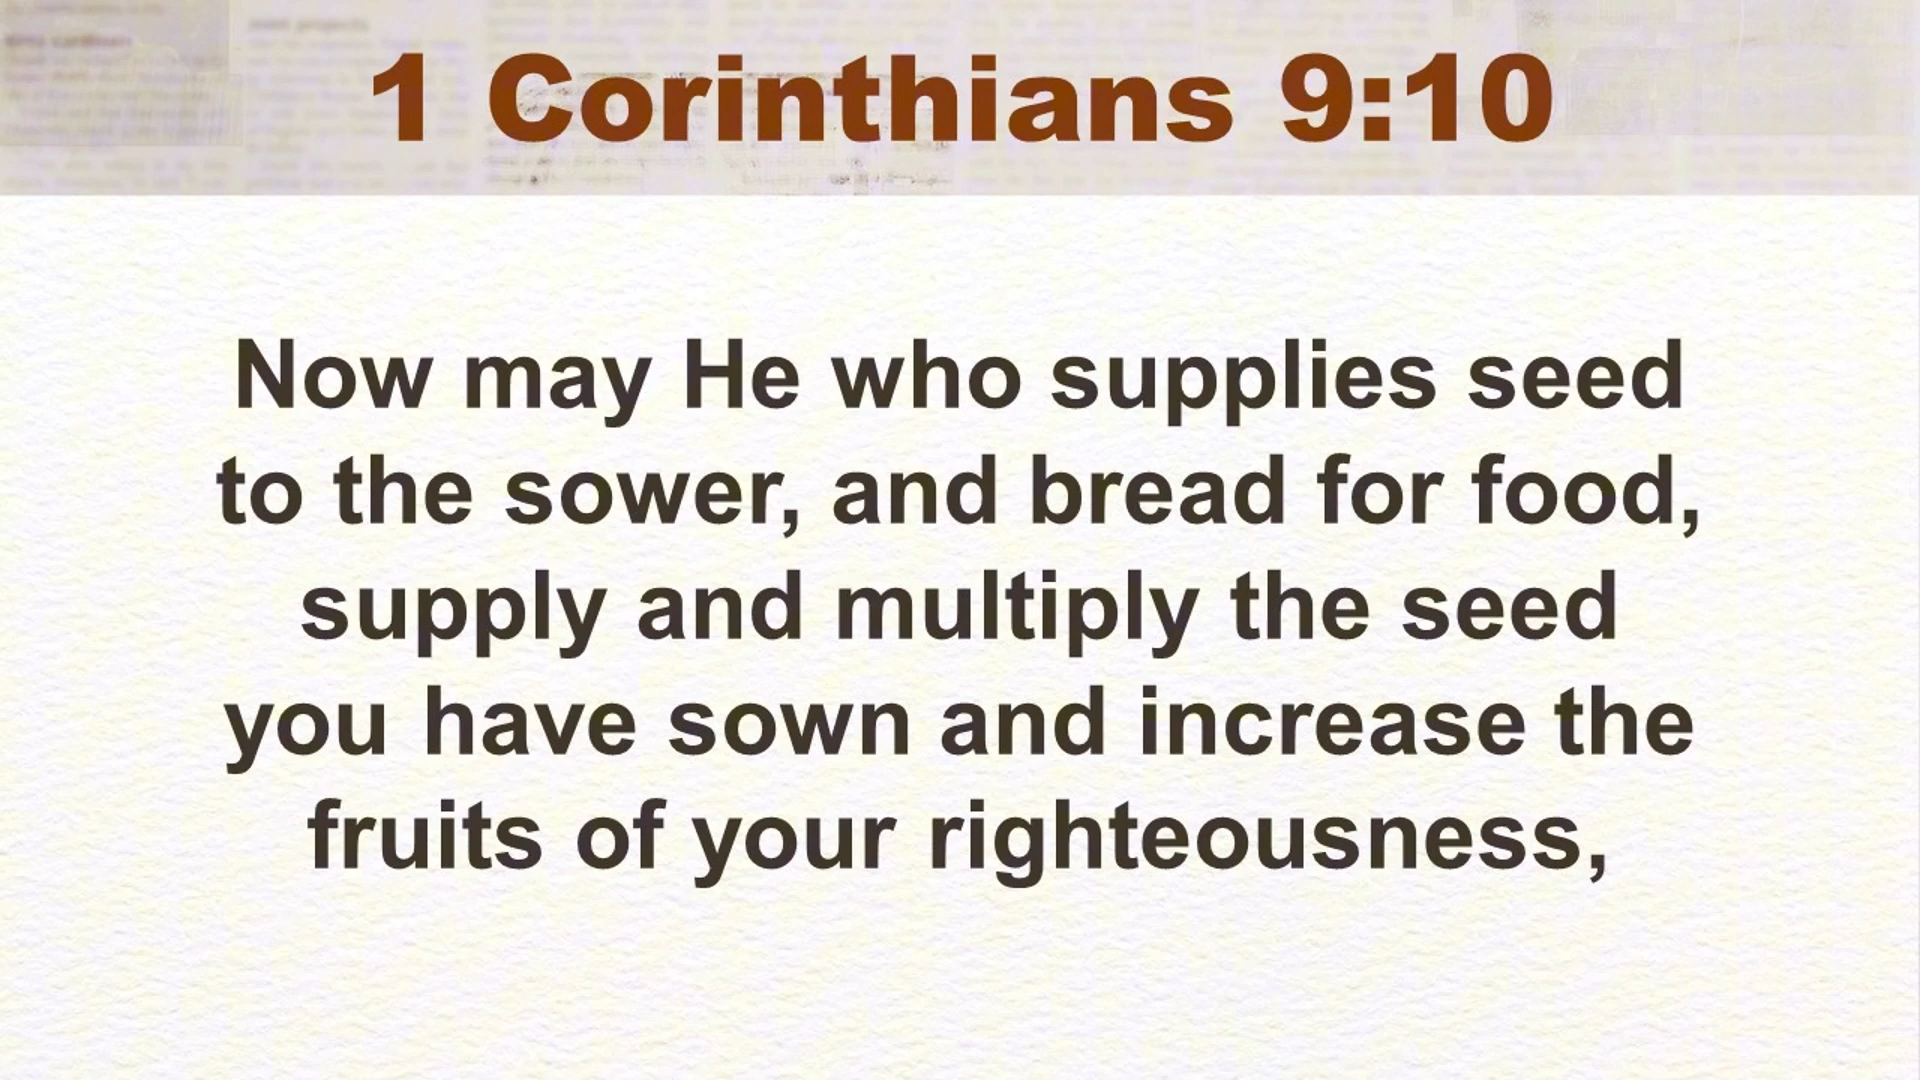 1 Corinthians 9:10
Now may He who supplies seed
to the sower, and bread for food,
supply and multiply the seed
you have sown and increase the
fruits of your righteousness,